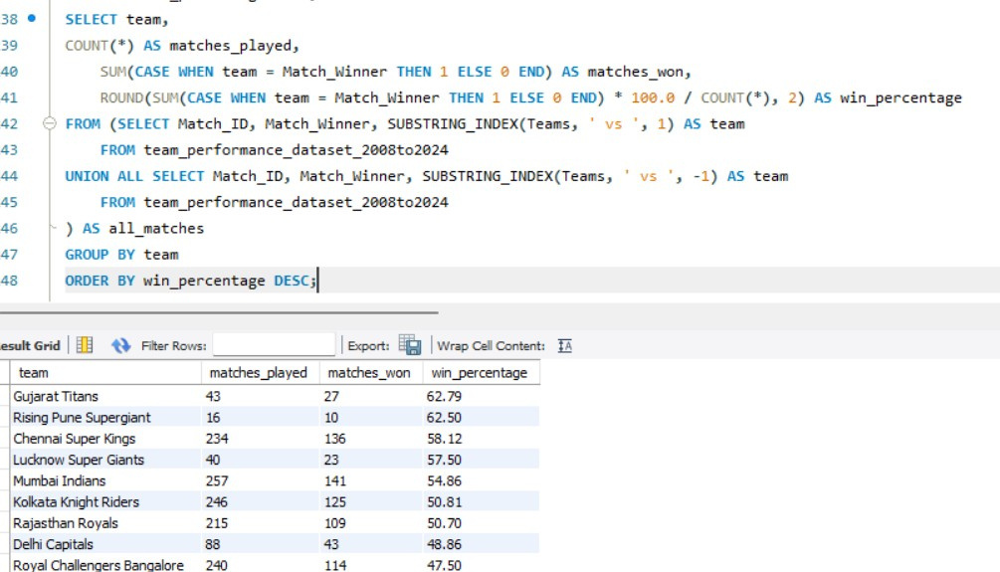 38 SELECT team,
39 COUNT(*) AS matches_played,
40 SUM(CASE WHEN team = Match_Winner THEN 1 ELSE 0 END) AS matches_won,
41 ROUND(SUM(CASE WHEN team = Match_Winner THEN 1 ELSE 0 END) * 100.0 / COUNT(*), 2) AS win_percentage
42 FROM (SELECT Match_ID, Match_Winner, SUBSTRING_INDEX(Teams, ' vs ', 1) AS team
43 FROM team_performance_dataset_2008to2024
44 UNION ALL SELECT Match_ID, Match_Winner, SUBSTRING_INDEX(Teams, ' vs ', -1) AS team
45 FROM team_performance_dataset_2008to2024
46 ) AS all_matches
47 GROUP BY team
48 ORDER BY win_percentage DESC;
esult Grid Filter Rows: Export: Wrap Cell Content:
team matches_played matches_won win_percentage
Gujarat Titans 43 27 62.79
Rising Pune Supergiant 16 10 62.50
Chennai Super Kings 234 136 58.12
Lucknow Super Giants 40 23 57.50
Mumbai Indians 257 141 54.86
Kolkata Knight Riders 246 125 50.81
Rajasthan Royals 215 109 50.70
Delhi Capitals 88 43 48.86
Royal Challengers Bangalore 240 114 47.50